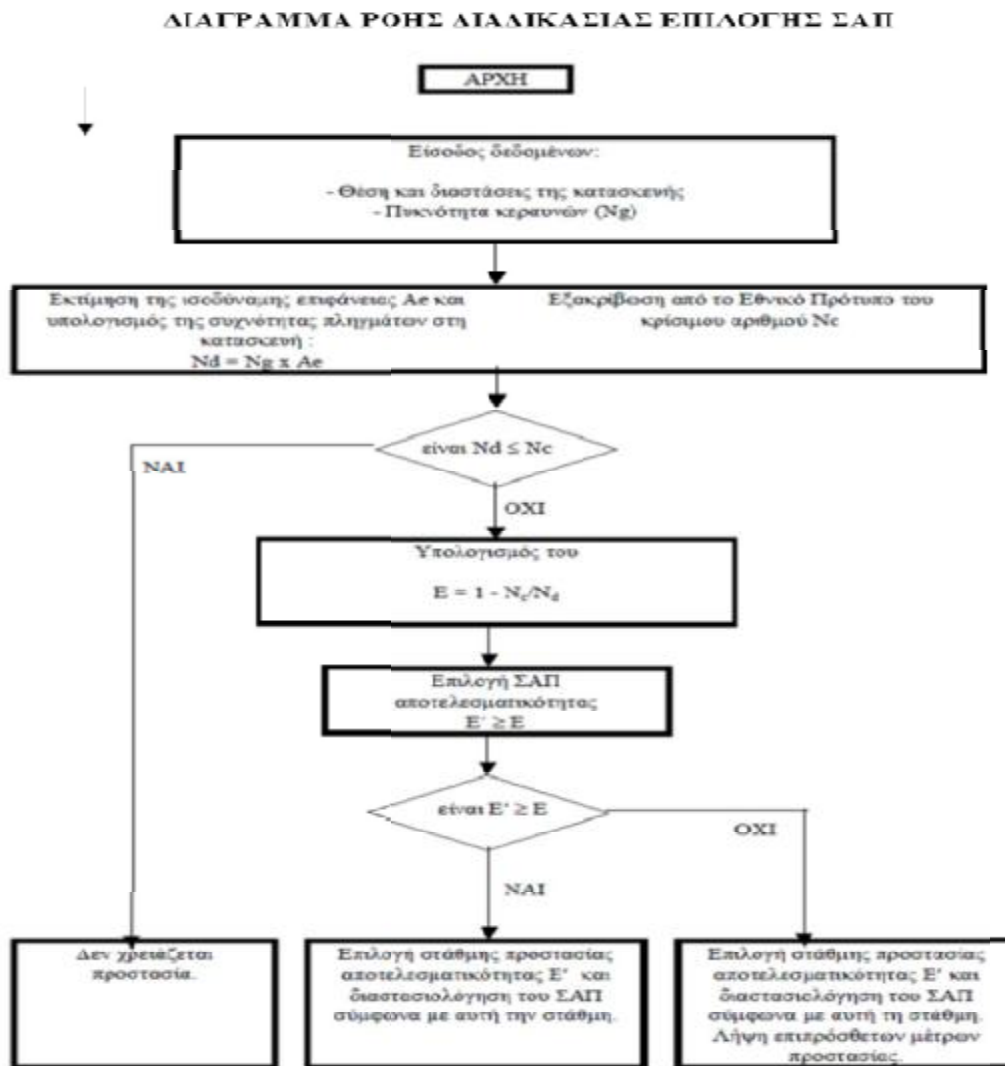 ΔΙΑΓΡΑΜΜΑ ΡΟΗΣ ΔΙΑΔΙΚΑΣΙΑΣ ΕΠΙΛΟΓΗΣ ΣΑΠ
ΑΡΧΗ
Είσοδος δεδομένων:
- Θέση και διαστάσεις της κατασκευής
- Πυκνότητα κεραυνών (Ng)
Εκτίμηση της ισοδύναμης επιφάνειας Ae και
υπολογισμός της συχνότητας πληγμάτων στη
κατασκευή :
Nd = Ng x Ae
Εξακρίβωση από το Εθνικό Πρότυπο του
κρίσιμου αριθμού Nc
είναι Nd ≤ Nc
ΝΑΙ
ΟΧΙ
Υπολογισμός του
E = 1 - Nc/Nd
Επιλογή ΣΑΠ
αποτελεσματικότητας
E' ≥ E
είναι E' ≥ E
ΟΧΙ
ΝΑΙ
Δεν χρειάζεται
προστασία.
Επιλογή στάθμης προστασίας
αποτελεσματικότητας E' και
διαστασιολόγηση του ΣΑΠ
σύμφωνα με αυτή την στάθμη.
Επιλογή στάθμης προστασίας
αποτελεσματικότητας E' και
διαστασιολόγηση του ΣΑΠ
σύμφωνα με αυτή τη στάθμη.
Λήψη επιπρόσθετων μέτρων
προστασίας.